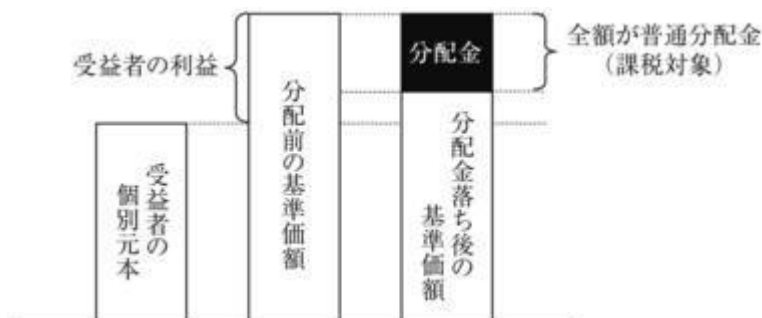 受益者の利益
分配金
全額が普通分配金
（課税対象）
受益者の
個別元本
分配前の基準価額
分配金落ち後の
基準価額